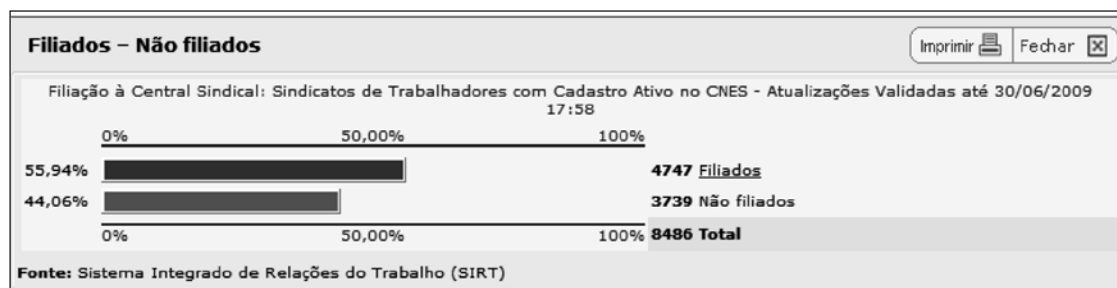 Filiados – Não filiados
Imprimir Fechar
Filiação à Central Sindical: Sindicatos de Trabalhadores com Cadastro Ativo no CNES - Atualizações Validadas até 30/06/2009
17:58
0% 50,00% 100%
55,94% 4747 Filiados
44,06% 3739 Não filiados
0% 50,00% 100% 8486 Total
Fonte: Sistema Integrado de Relações do Trabalho (SIRT)